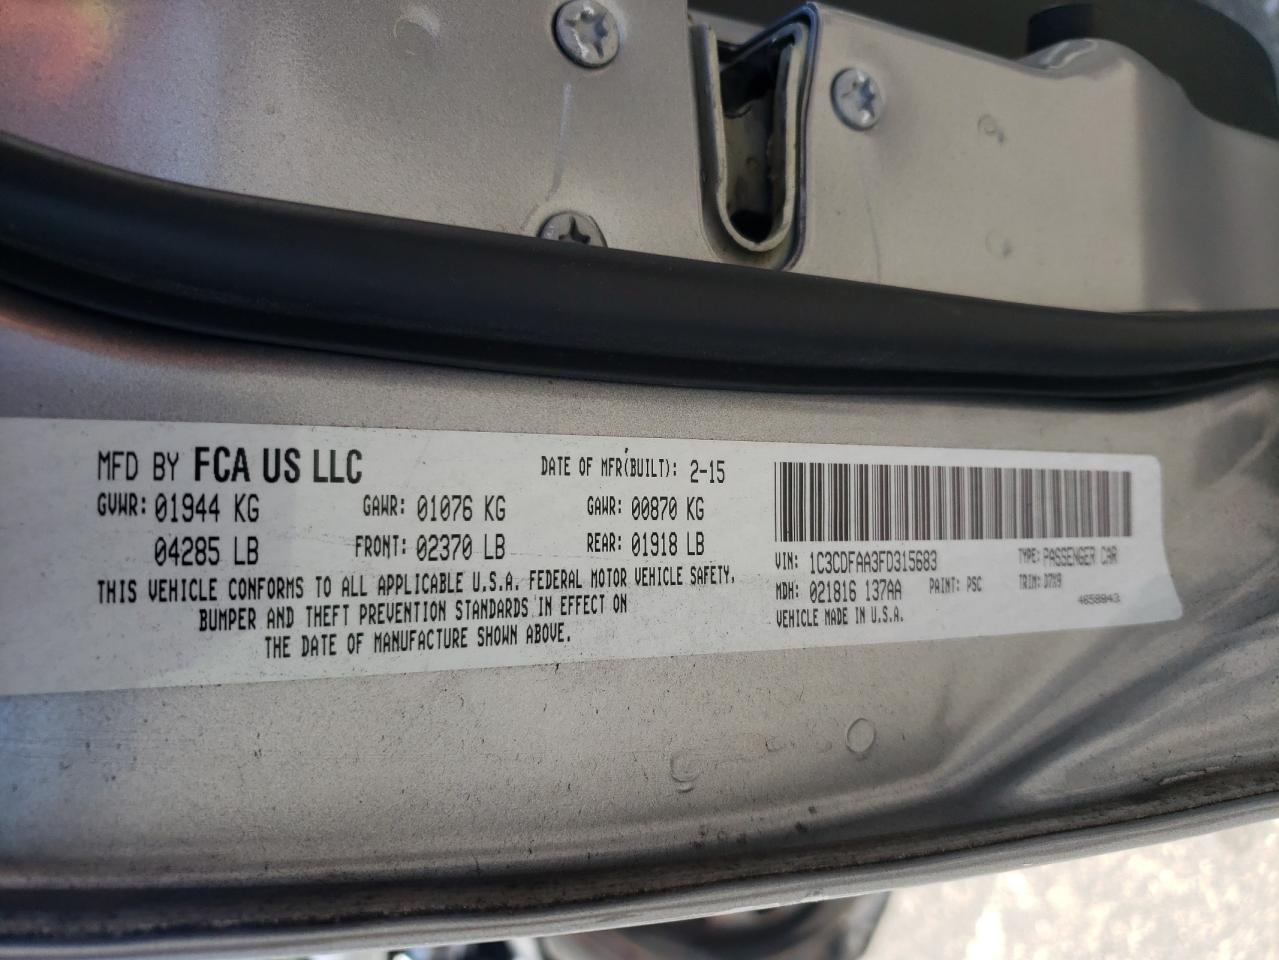 MFD BY FCA US LLC DATE OF MFR(BUILT): 2-15
GVWR: 01944 KG GAWR: 01076 KG GAWR: 00870 KG
04285 LB FRONT: 02370 LB REAR: 01918 LB
THIS VEHICLE CONFORMS TO ALL APPLICABLE U.S.A. FEDERAL MOTOR VEHICLE SAFETY,
BUMPER AND THEFT PREVENTION STANDARDS IN EFFECT ON
THE DATE OF MANUFACTURE SHOWN ABOVE.
VIN: 1C3CDFAA3FD315683 TYPE: PASSENGER CAR
MDH: 021816 137AA PAINT: PSC TRIM: D7X9
VEHICLE MADE IN U.S.A. 4658843